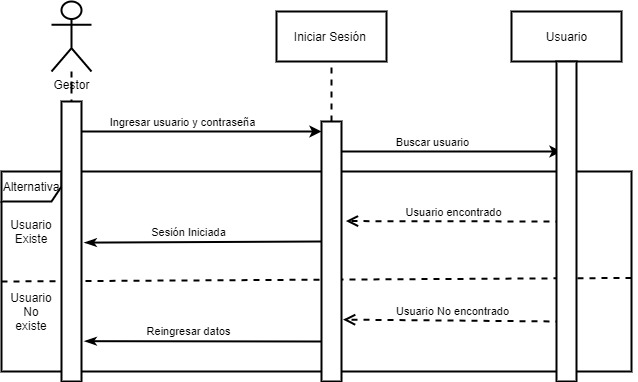 Iniciar Sesión
Usuario
Gestor
Ingresar usuario y contraseña
Buscar usuario
Alternativa
Usuario encontrado
Usuario
Existe
Sesión Iniciada
Usuario
No
existe
Usuario No encontrado
Reingresar datos